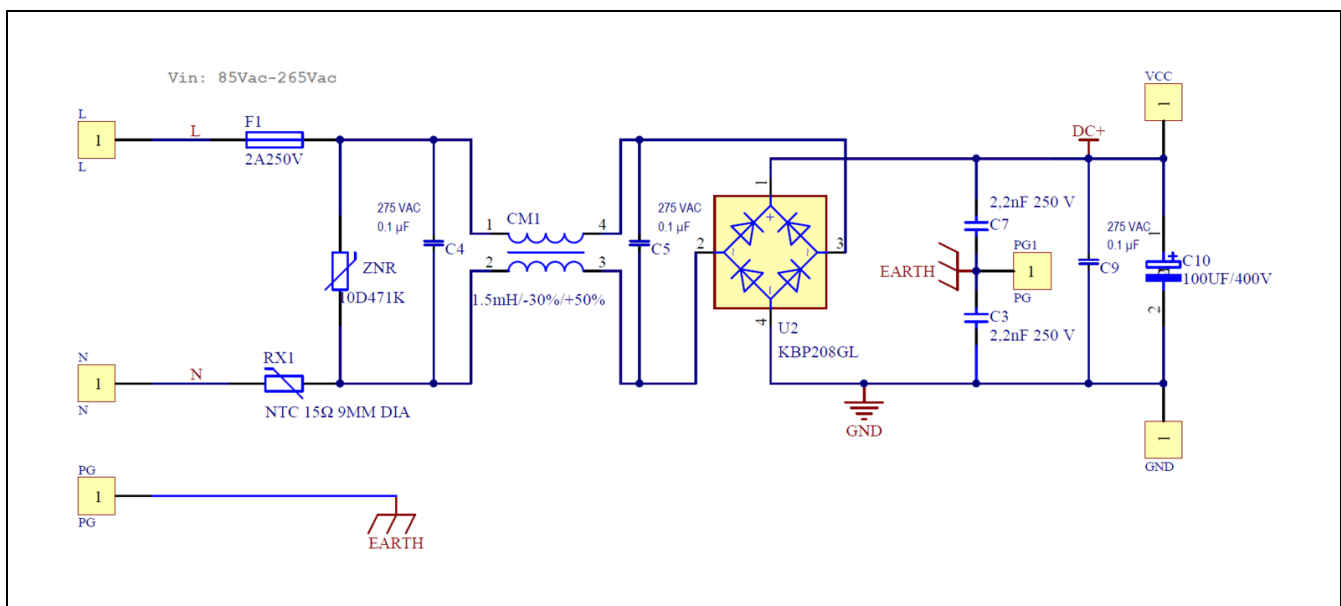 Vin: 85Vac-265Vac
L
1
L
L
F1
2A250V
ZNR
10D471K
275 VAC
0.1 µF
C4
1
CM1
4
2
3
1.5mH/-30%/+50%
275 VAC
0.1 µF
C5
2
1
+
~
~
-
3
4
U2
KBP208GL
2,2nF 250 V
C7
EARTH
PG1
1
PG
C3
2,2nF 250 V
DC+
275 VAC
0.1 µF
C9
VCC
1
1
+
C10
100UF/400V
2
N
1
N
N
RX1
NTC 15Ω 9MM DIA
GND
1
GND
PG
1
PG
EARTH